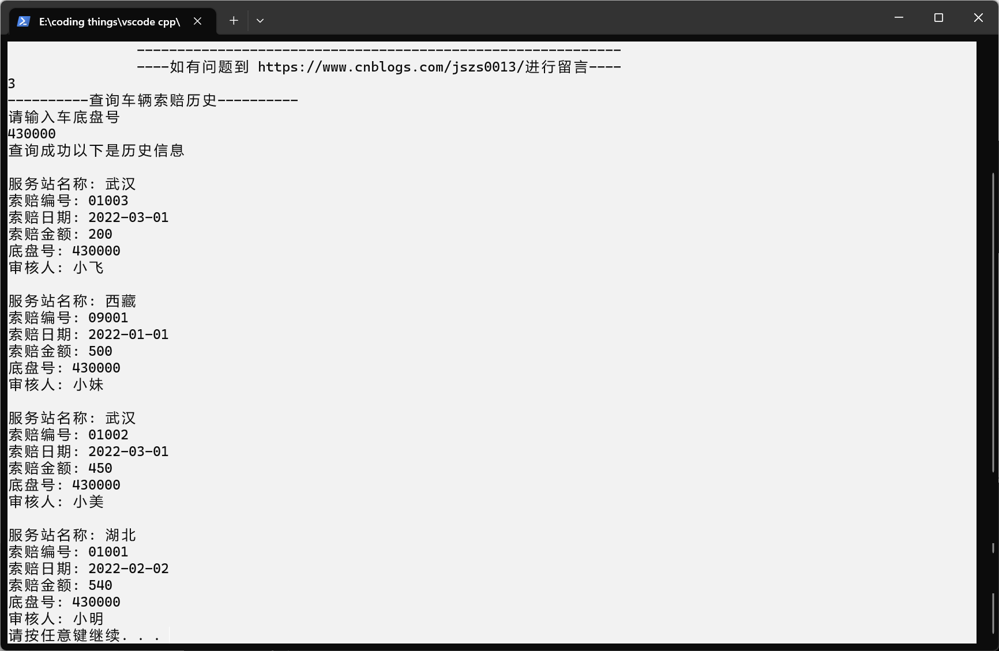 E:\coding things\vscode cpp\
------------------------------------------------------------
----如有问题到 https://www.cnblogs.com/jszs0013/进行留言----
3
----------查询车辆索赔历史----------
请输入车底盘号
430000
查询成功以下是历史信息
服务站名称: 武汉
索赔编号: 01003
索赔日期: 2022-03-01
索赔金额: 200
底盘号: 430000
审核人: 小飞
服务站名称: 西藏
索赔编号: 09001
索赔日期: 2022-01-01
索赔金额: 500
底盘号: 430000
审核人: 小妹
服务站名称: 武汉
索赔编号: 01002
索赔日期: 2022-03-01
索赔金额: 450
底盘号: 430000
审核人: 小美
服务站名称: 湖北
索赔编号: 01001
索赔日期: 2022-02-02
索赔金额: 540
底盘号: 430000
审核人: 小明
请按任意键继续. . .